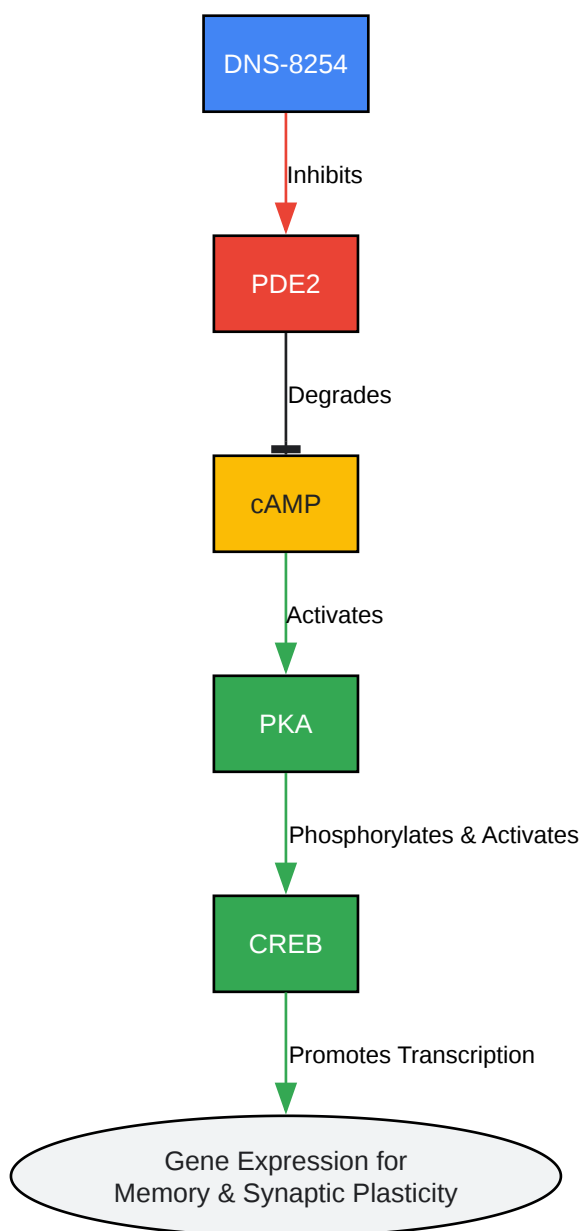 DNS-8254
Inhibits
PDE2
Degrades
cAMP
Activates
PKA
Phosphorylates & Activates
CREB
Promotes Transcription
Gene Expression for
Memory & Synaptic Plasticity